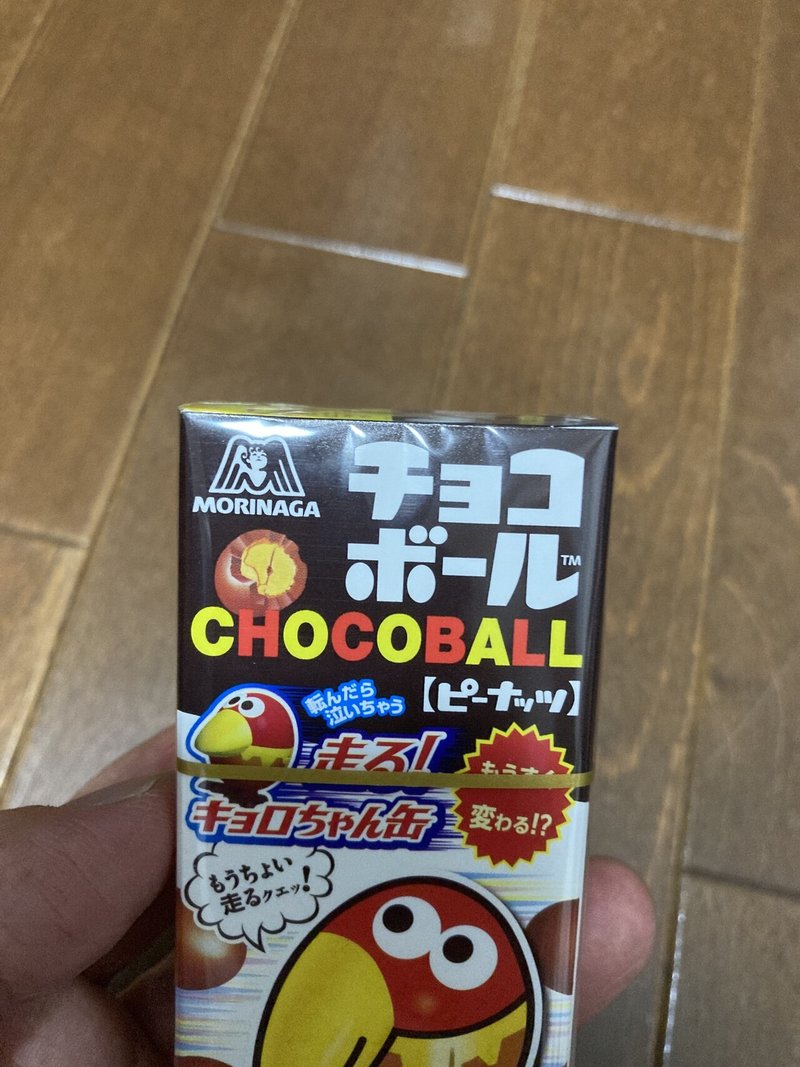 MORINAGA
チョコ
ボール™
CHOCOBALL
【ピーナッツ】
転んだら
泣いちゃう
走る!
キョロちゃん缶
もうすぐ
変わる!?
もうちょい
走るクエッ!